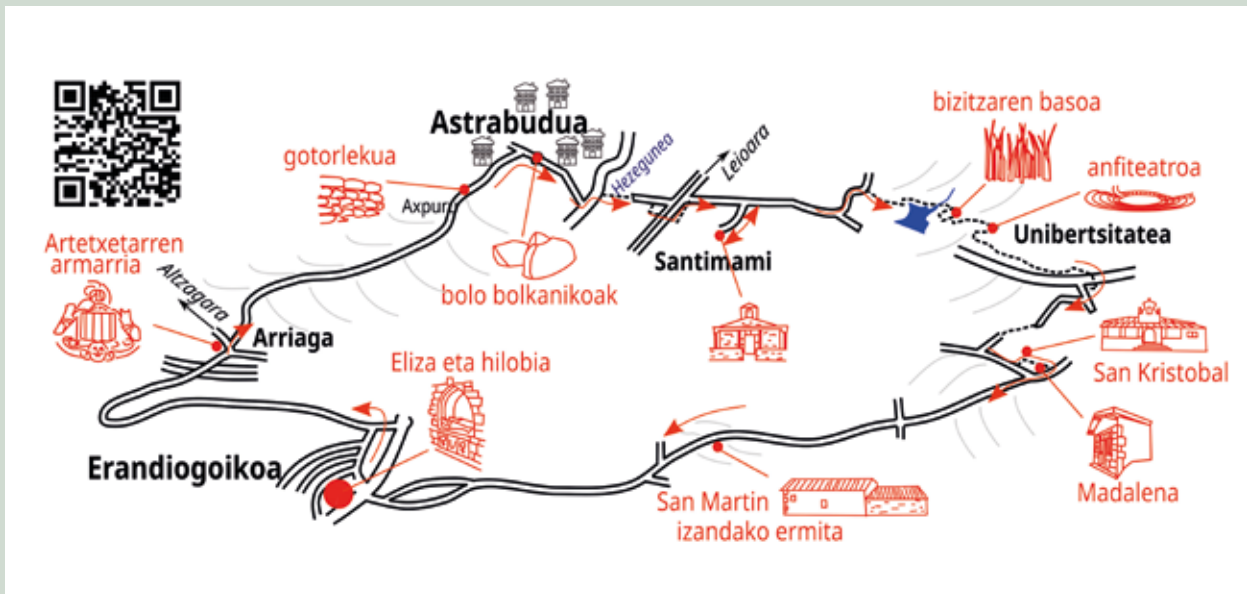 Astrabudua
gotorlekua
Axpuru
Hezegunea
Leioara
bizitzaren basoa
anfiteatroa
Unibertsitatea
Santimami
bolo bolkanikoak
Artetxetarren
armarria
Altzagara
Arriaga
Eliza eta hilobia
San Kristobal
Erandiogoikoa
Madalena
San Martin
izandako ermita